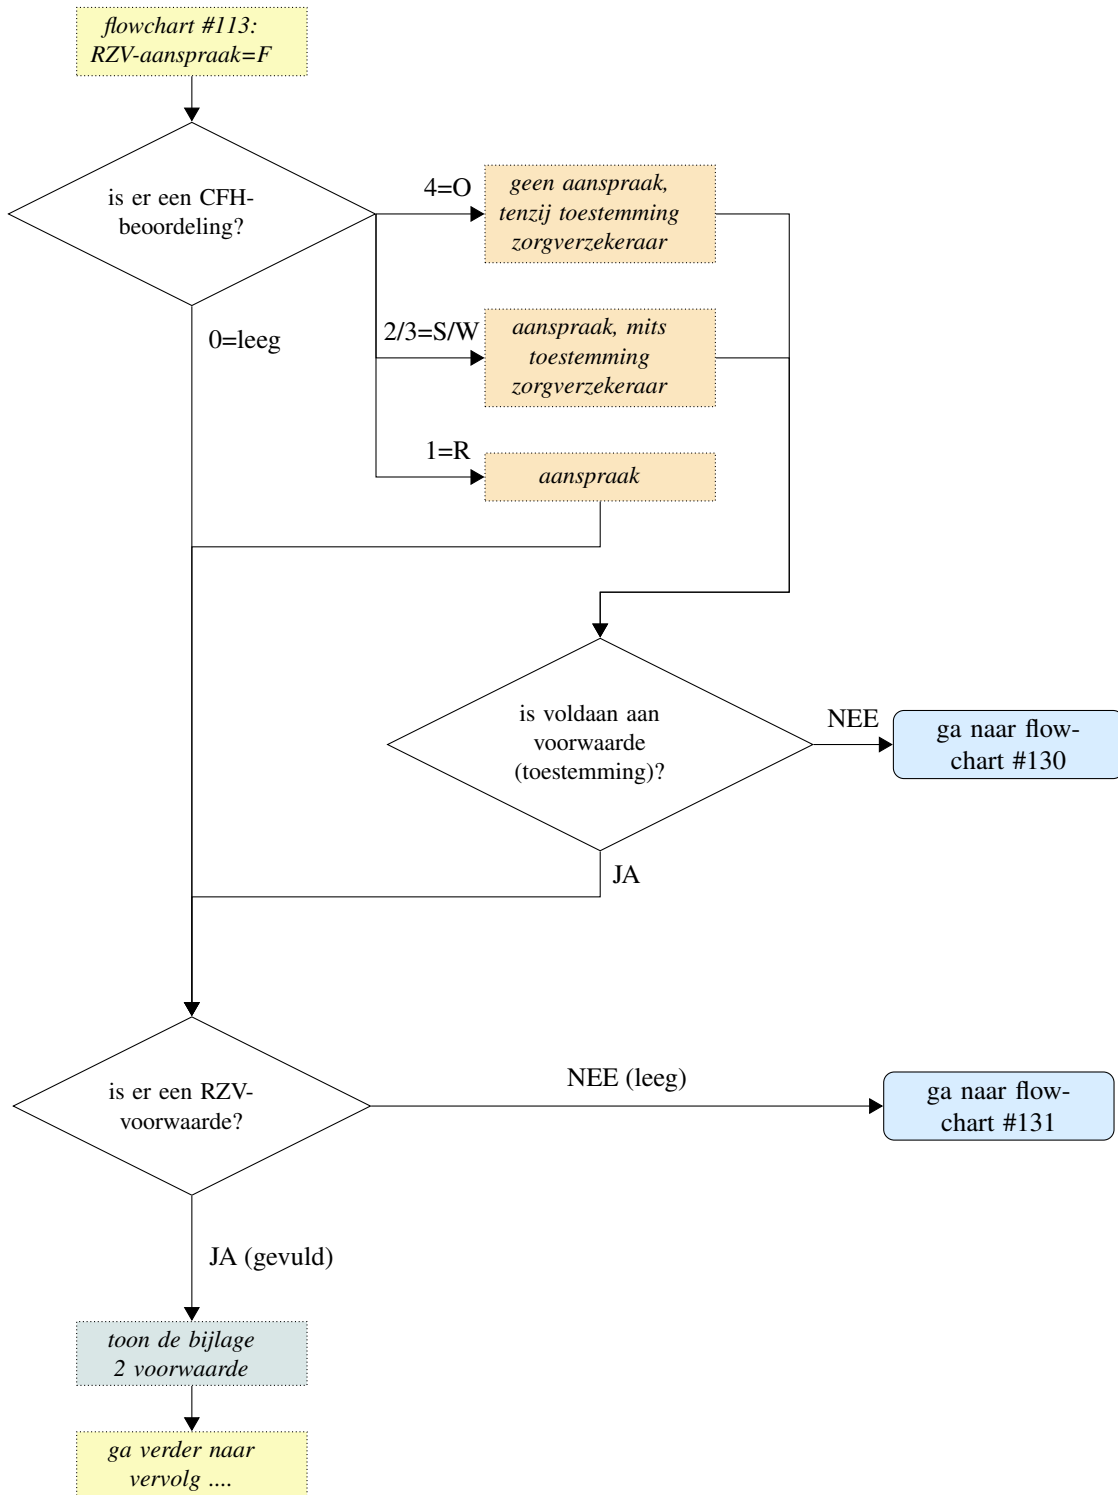 flowchart #113:
RZV-aanspraak=F
is er een CFH-
beoordeling?
4=O
geen aanspraak,
tenzij toestemming
zorgverzekeraar
0=leeg
2/3=S/W
aanspraak, mits
toestemming
zorgverzekeraar
1=R
aanspraak
is voldaan aan
voorwaarde
(toestemming)?
NEE
ga naar flow-
chart #130
JA
is er een RZV-
voorwaarde?
NEE (leeg)
ga naar flow-
chart #131
JA (gevuld)
toon de bijlage
2 voorwaarde
ga verder naar
vervolg ....